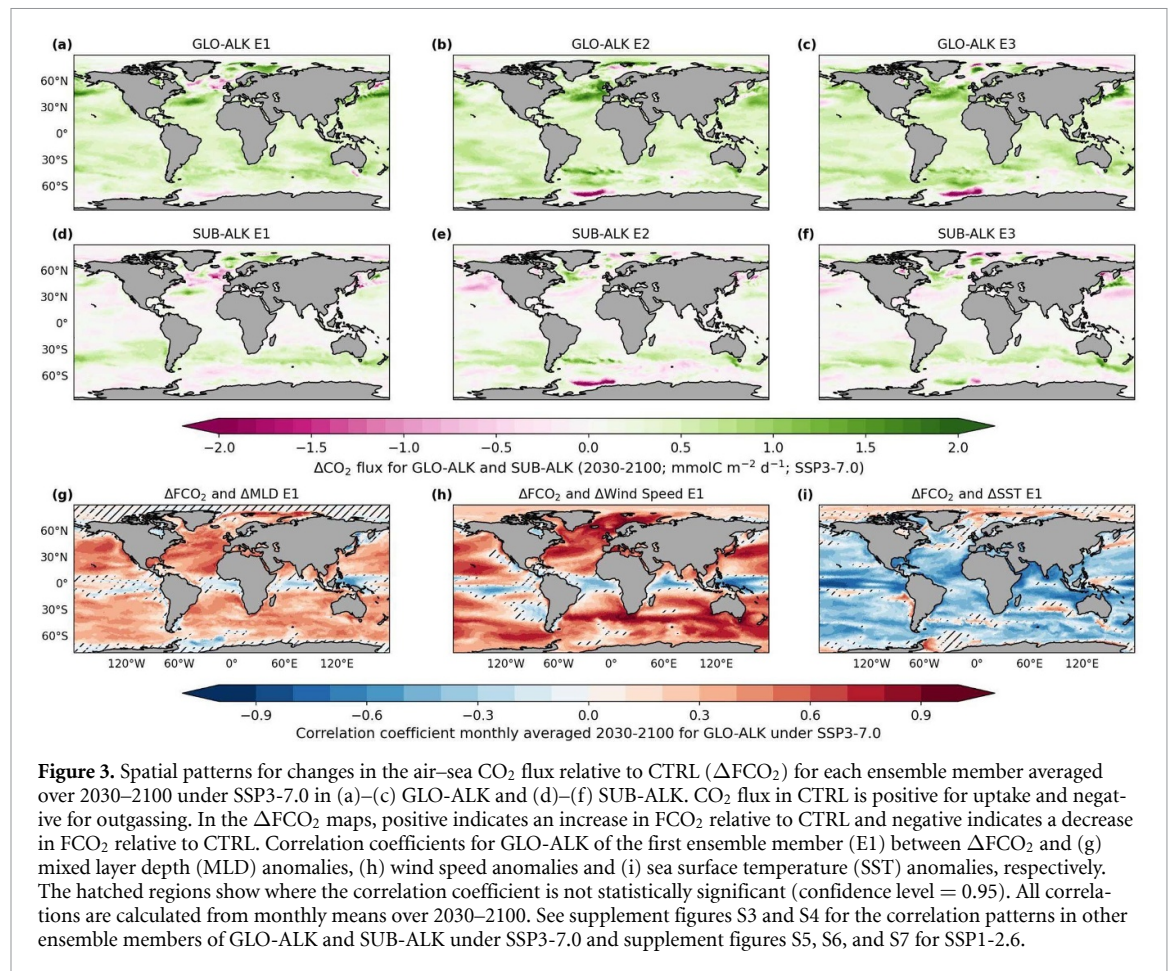 (a) GLO-ALK E1 (b) GLO-ALK E2 (c) GLO-ALK E3
60°N
30°N
0°
30°S
60°S
(d) SUB-ALK E1 (e) SUB-ALK E2 (f) SUB-ALK E3
60°N
30°N
0°
30°S
60°S
−2.0 −1.5 −1.0 −0.5 0.0 0.5 1.0 1.5 2.0
ΔCO₂ flux for GLO-ALK and SUB-ALK (2030-2100; mmolC m⁻² d⁻¹; SSP3-7.0)
(g) ΔFCO₂ and ΔMLD E1 (h) ΔFCO₂ and ΔWind Speed E1 (i) ΔFCO₂ and ΔSST E1
60°N
30°N
0°
30°S
60°S
120°W 60°W 0° 60°E 120°E 120°W 60°W 0° 60°E 120°E 120°W 60°W 0° 60°E 120°E
−0.9 −0.6 −0.3 0.0 0.3 0.6 0.9
Correlation coefficient monthly averaged 2030-2100 for GLO-ALK under SSP3-7.0
Figure 3. Spatial patterns for changes in the air–sea CO₂ flux relative to CTRL (ΔFCO₂) for each ensemble member averaged
over 2030–2100 under SSP3-7.0 in (a)–(c) GLO-ALK and (d)–(f) SUB-ALK. CO₂ flux in CTRL is positive for uptake and negat-
ive for outgassing. In the ΔFCO₂ maps, positive indicates an increase in FCO₂ relative to CTRL and negative indicates a decrease
in FCO₂ relative to CTRL. Correlation coefficients for GLO-ALK of the first ensemble member (E1) between ΔFCO₂ and (g)
mixed layer depth (MLD) anomalies, (h) wind speed anomalies and (i) sea surface temperature (SST) anomalies, respectively.
The hatched regions show where the correlation coefficient is not statistically significant (confidence level = 0.95). All correla-
tions are calculated from monthly means over 2030–2100. See supplement figures S3 and S4 for the correlation patterns in other
ensemble members of GLO-ALK and SUB-ALK under SSP3-7.0 and supplement figures S5, S6, and S7 for SSP1-2.6.